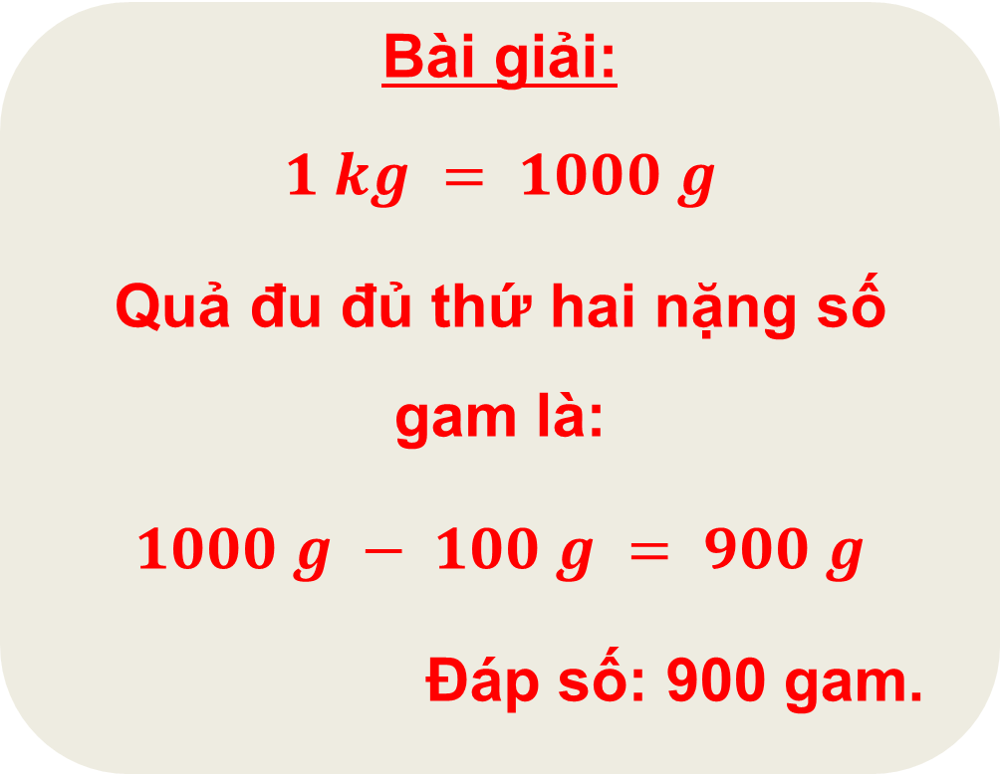 Bài giải:
1 kg = 1000 g
Quả đu đủ thứ hai nặng số
gam là:
1000 g − 100 g = 900 g
Đáp số: 900 gam.